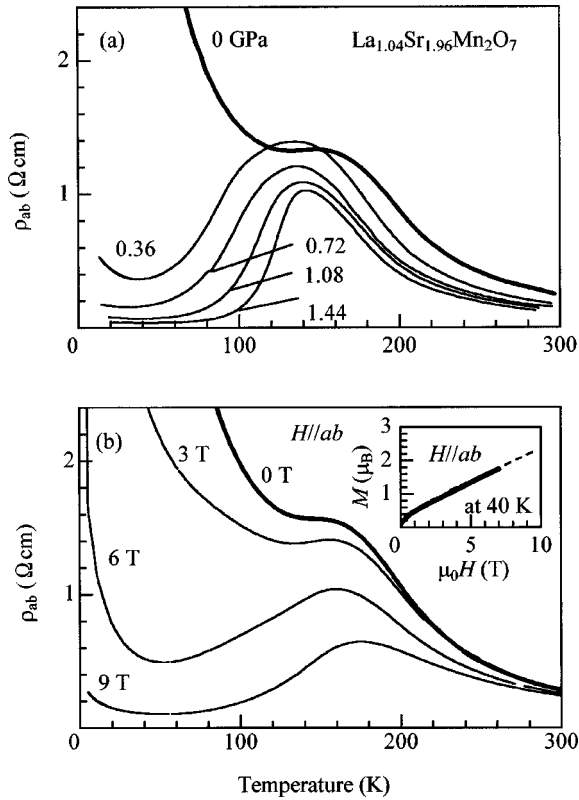 (a)
0 GPa
La₁.₀₄Sr₁.₉₆Mn₂O₇
2
1
0
ρab (Ω cm)
0.36
0.72
1.08
1.44
0
100
200
300
(b)
H//ab
3 T
0 T
6 T
9 T
2
1
0
ρab (Ω cm)
3
2
1
M (μB)
H//ab
at 40 K
0
5
10
μ₀H (T)
0
100
200
300
Temperature (K)